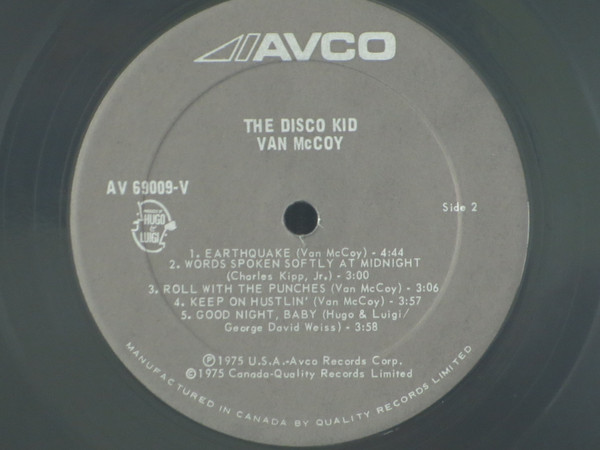 AVCO
THE DISCO KID
VAN McCOY
AV 69009-V
HUGO
&
LUIGI
Side 2
1. EARTHQUAKE (Van McCoy) - 4:44
2. WORDS SPOKEN SOFTLY AT MIDNIGHT
(Charles Kipp, Jr.) - 3:00
3. ROLL WITH THE PUNCHES (Van McCoy) - 3:06
4. KEEP ON HUSTLIN' (Van McCoy) - 3:57
5. GOOD NIGHT, BABY (Hugo & Luigi/
George David Weiss) - 3:58
Ⓟ1975 U.S.A.-Avco Records Corp.
©1975 Canada-Quality Records Limited
MANUFACTURED IN CANADA BY QUALITY RECORDS LIMITED